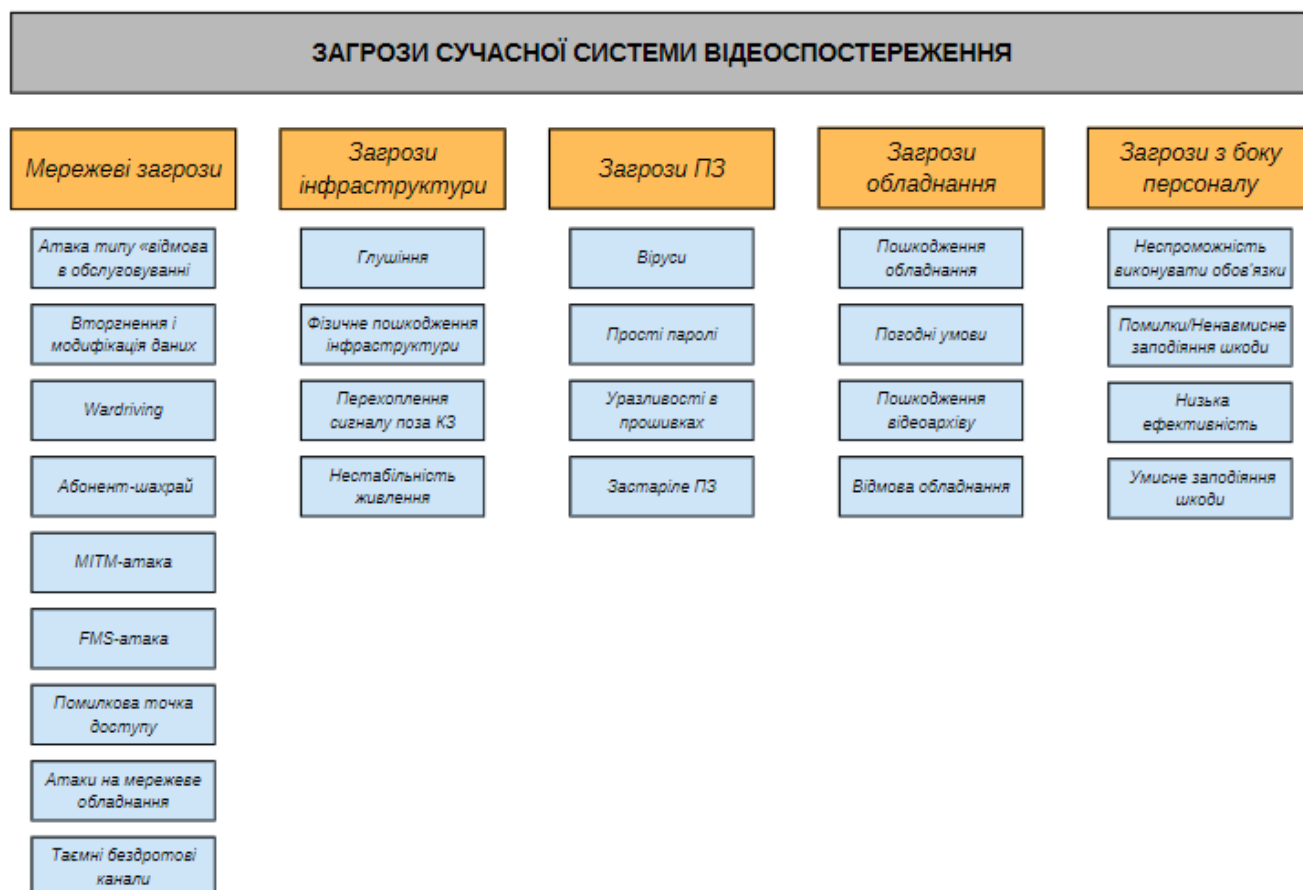 ЗАГРОЗИ СУЧАСНОЇ СИСТЕМИ ВІДЕОСПОСТЕРЕЖЕННЯ
Мережеві загрози
Атака типу «відмова
в обслуговуванні
Вторгнення і
модифікація даних
Wardriving
Абонент-шахрай
MITM-атака
FMS-атака
Помилкова точка
доступу
Атаки на мережеве
обладнання
Таємні бездротові
канали
Загрози
інфраструктури
Глушіння
Фізичне пошкодження
інфраструктури
Перехоплення
сигналу поза КЗ
Нестабільність
живлення
Загрози ПЗ
Віруси
Прості паролі
Уразливості в
прошивках
Застаріле ПЗ
Загрози
обладнання
Пошкодження
обладнання
Погодні умови
Пошкодження
відеоархіву
Відмова обладнання
Загрози з боку
персоналу
Неспроможність
виконувати обов'язки
Помилки/Ненавмисне
заподіяння шкоди
Низька
ефективність
Умисне заподіяння
шкоди